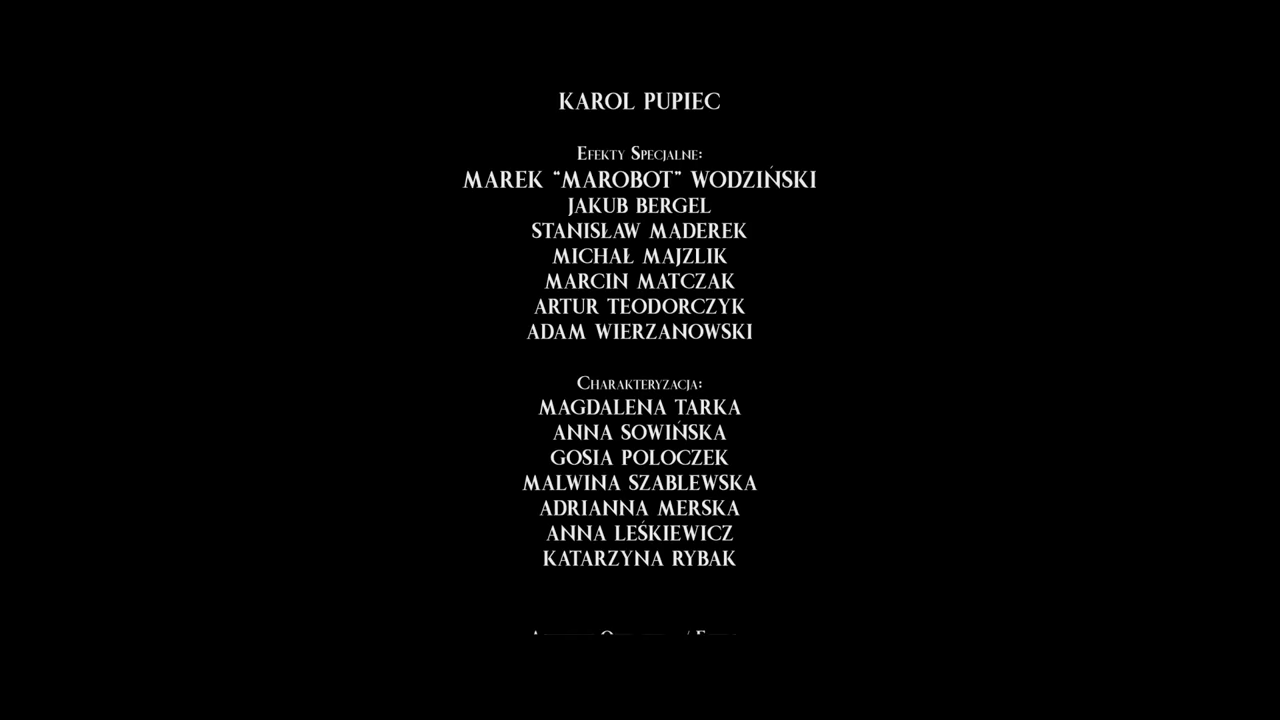 KAROL PUPIEC
Efekty Specjalne:
MAREK “MAROBOT” WODZIŃSKI
JAKUB BERGEL
STANISŁAW MADEREK
MICHAŁ MAJZLIK
MARCIN MATCZAK
ARTUR TEODORCZYK
ADAM WIERZANOWSKI
Charakteryzacja:
MAGDALENA TARKA
ANNA SOWIŃSKA
GOSIA POLOCZEK
MALWINA SZABLEWSKA
ADRIANNA MERSKA
ANNA LEŚKIEWICZ
KATARZYNA RYBAK